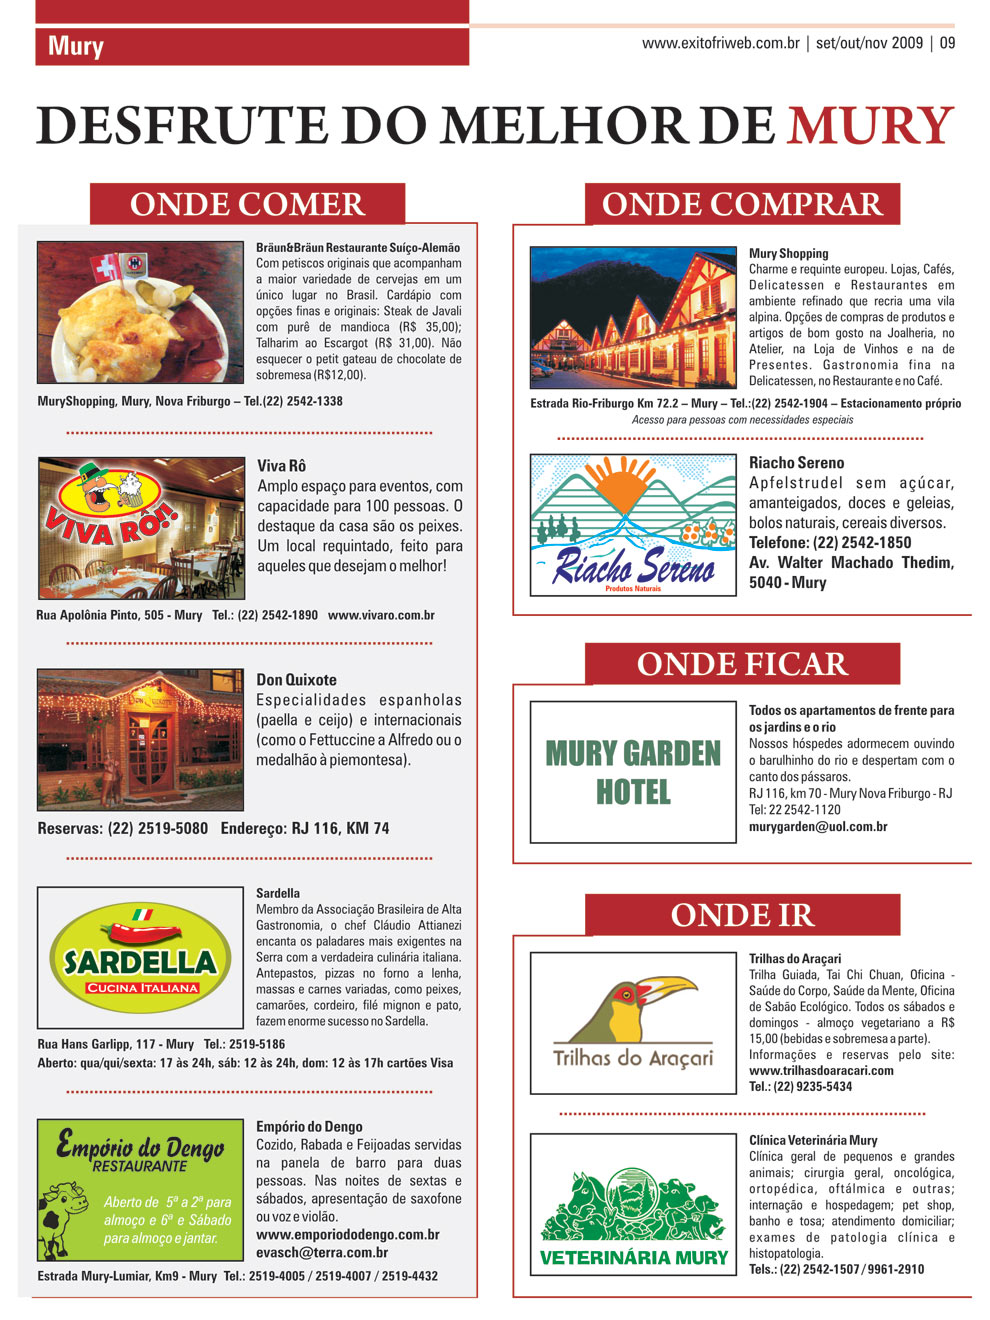 Mury
www.exitofriweb.com.br | set/out/nov 2009 | 09
DESFRUTE DO MELHOR DE MURY
ONDE COMER
Bräun&Bräun Restaurante Suíço-Alemão
Com petiscos originais que acompanham
a maior variedade de cervejas em um
único lugar no Brasil. Cardápio com
opções finas e originais: Steak de Javali
com purê de mandioca (R$ 35,00);
Talharim ao Escargot (R$ 31,00). Não
esquecer o petit gateau de chocolate de
sobremesa (R$12,00).
MuryShopping, Mury, Nova Friburgo – Tel.(22) 2542-1338
VIVA RÔ!!
Viva Rô
Amplo espaço para eventos, com
capacidade para 100 pessoas. O
destaque da casa são os peixes.
Um local requintado, feito para
aqueles que desejam o melhor!
Rua Apolônia Pinto, 505 - Mury Tel.: (22) 2542-1890 www.vivaro.com.br
DON QUIXOTE
Don Quixote
Especialidades espanholas
(paella e ceijo) e internacionais
(como o Fettuccine a Alfredo ou o
medalhão à piemontesa).
Reservas: (22) 2519-5080 Endereço: RJ 116, KM 74
SARDELLA
CUCINA ITALIANA
Sardella
Membro da Associação Brasileira de Alta
Gastronomia, o chef Cláudio Attianezi
encanta os paladares mais exigentes na
Serra com a verdadeira culinária italiana.
Antepastos, pizzas no forno a lenha,
massas e carnes variadas, como peixes,
camarões, cordeiro, filé mignon e pato,
fazem enorme sucesso no Sardella.
Rua Hans Garlipp, 117 - Mury Tel.: 2519-5186
Aberto: qua/qui/sexta: 17 às 24h, sáb: 12 às 24h, dom: 12 às 17h cartões Visa
Empório do Dengo
RESTAURANTE
Aberto de 5ª a 2ª para
almoço e 6ª e Sábado
para almoço e jantar.
Empório do Dengo
Cozido, Rabada e Feijoadas servidas
na panela de barro para duas
pessoas. Nas noites de sextas e
sábados, apresentação de saxofone
ou voz e violão.
www.emporiododengo.com.br
evasch@terra.com.br
Estrada Mury-Lumiar, Km9 - Mury Tel.: 2519-4005 / 2519-4007 / 2519-4432
ONDE COMPRAR
Mury Shopping
Charme e requinte europeu. Lojas, Cafés,
Delicatessen e Restaurantes em
ambiente refinado que recria uma vila
alpina. Opções de compras de produtos e
artigos de bom gosto na Joalheria, no
Atelier, na Loja de Vinhos e na de
Presentes. Gastronomia fina na
Delicatessen, no Restaurante e no Café.
Estrada Rio-Friburgo Km 72.2 – Mury – Tel.:(22) 2542-1904 – Estacionamento próprio
Acesso para pessoas com necessidades especiais
Riacho Sereno
Produtos Naturais
Riacho Sereno
Apfelstrudel sem açúcar,
amanteigados, doces e geleias,
bolos naturais, cereais diversos.
Telefone: (22) 2542-1850
Av. Walter Machado Thedim,
5040 - Mury
ONDE FICAR
MURY GARDEN
HOTEL
Todos os apartamentos de frente para
os jardins e o rio
Nossos hóspedes adormecem ouvindo
o barulhinho do rio e despertam com o
canto dos pássaros.
RJ 116, km 70 - Mury Nova Friburgo - RJ
Tel: 22 2542-1120
murygarden@uol.com.br
ONDE IR
Trilhas do Araçari
Trilhas do Araçari
Trilha Guiada, Tai Chi Chuan, Oficina -
Saúde do Corpo, Saúde da Mente, Oficina
de Sabão Ecológico. Todos os sábados e
domingos - almoço vegetariano a R$
15,00 (bebidas e sobremesa a parte).
Informações e reservas pelo site:
www.trilhasdoaracari.com
Tel.: (22) 9235-5434
VETERINÁRIA MURY
Clínica Veterinária Mury
Clínica geral de pequenos e grandes
animais; cirurgia geral, oncológica,
ortopédica, oftálmica e outras;
internação e hospedagem; pet shop,
banho e tosa; atendimento domiciliar;
exames de patologia clínica e
histopatologia.
Tels.: (22) 2542-1507 / 9961-2910